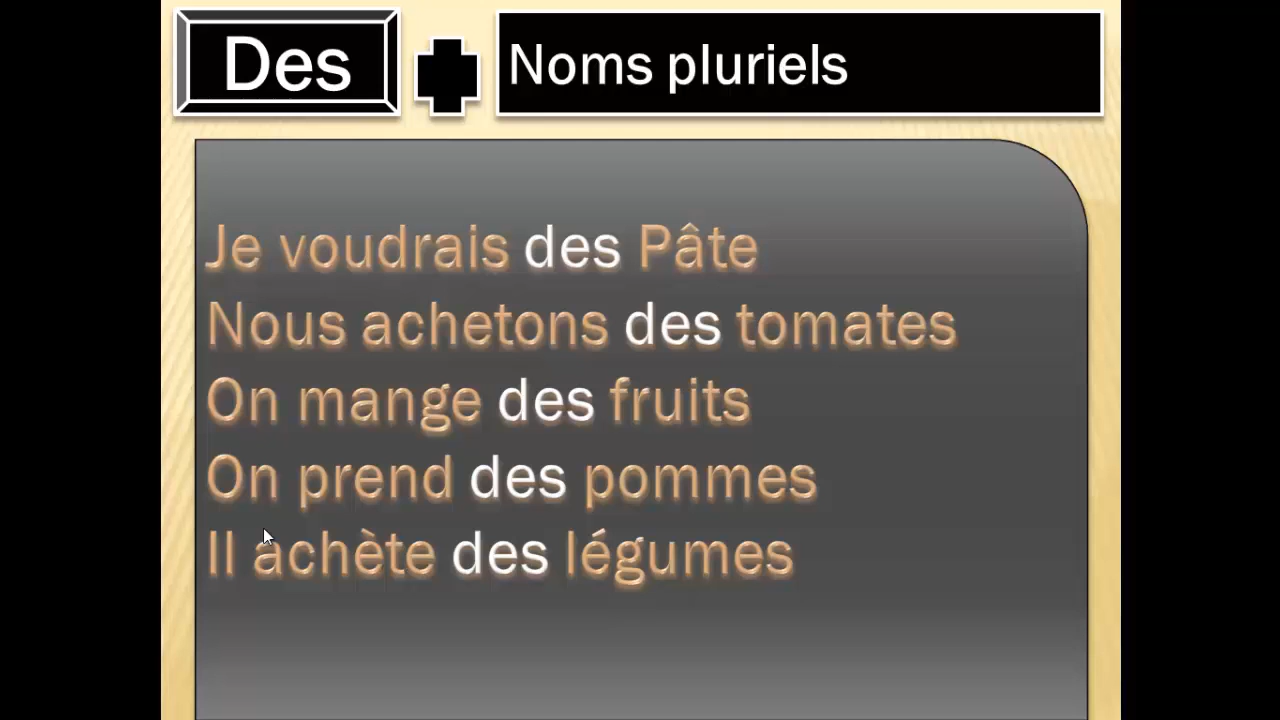 Des
Noms pluriels
Je voudrais des Pâte
Nous achetons des tomates
On mange des fruits
On prend des pommes
Il achète des légumes